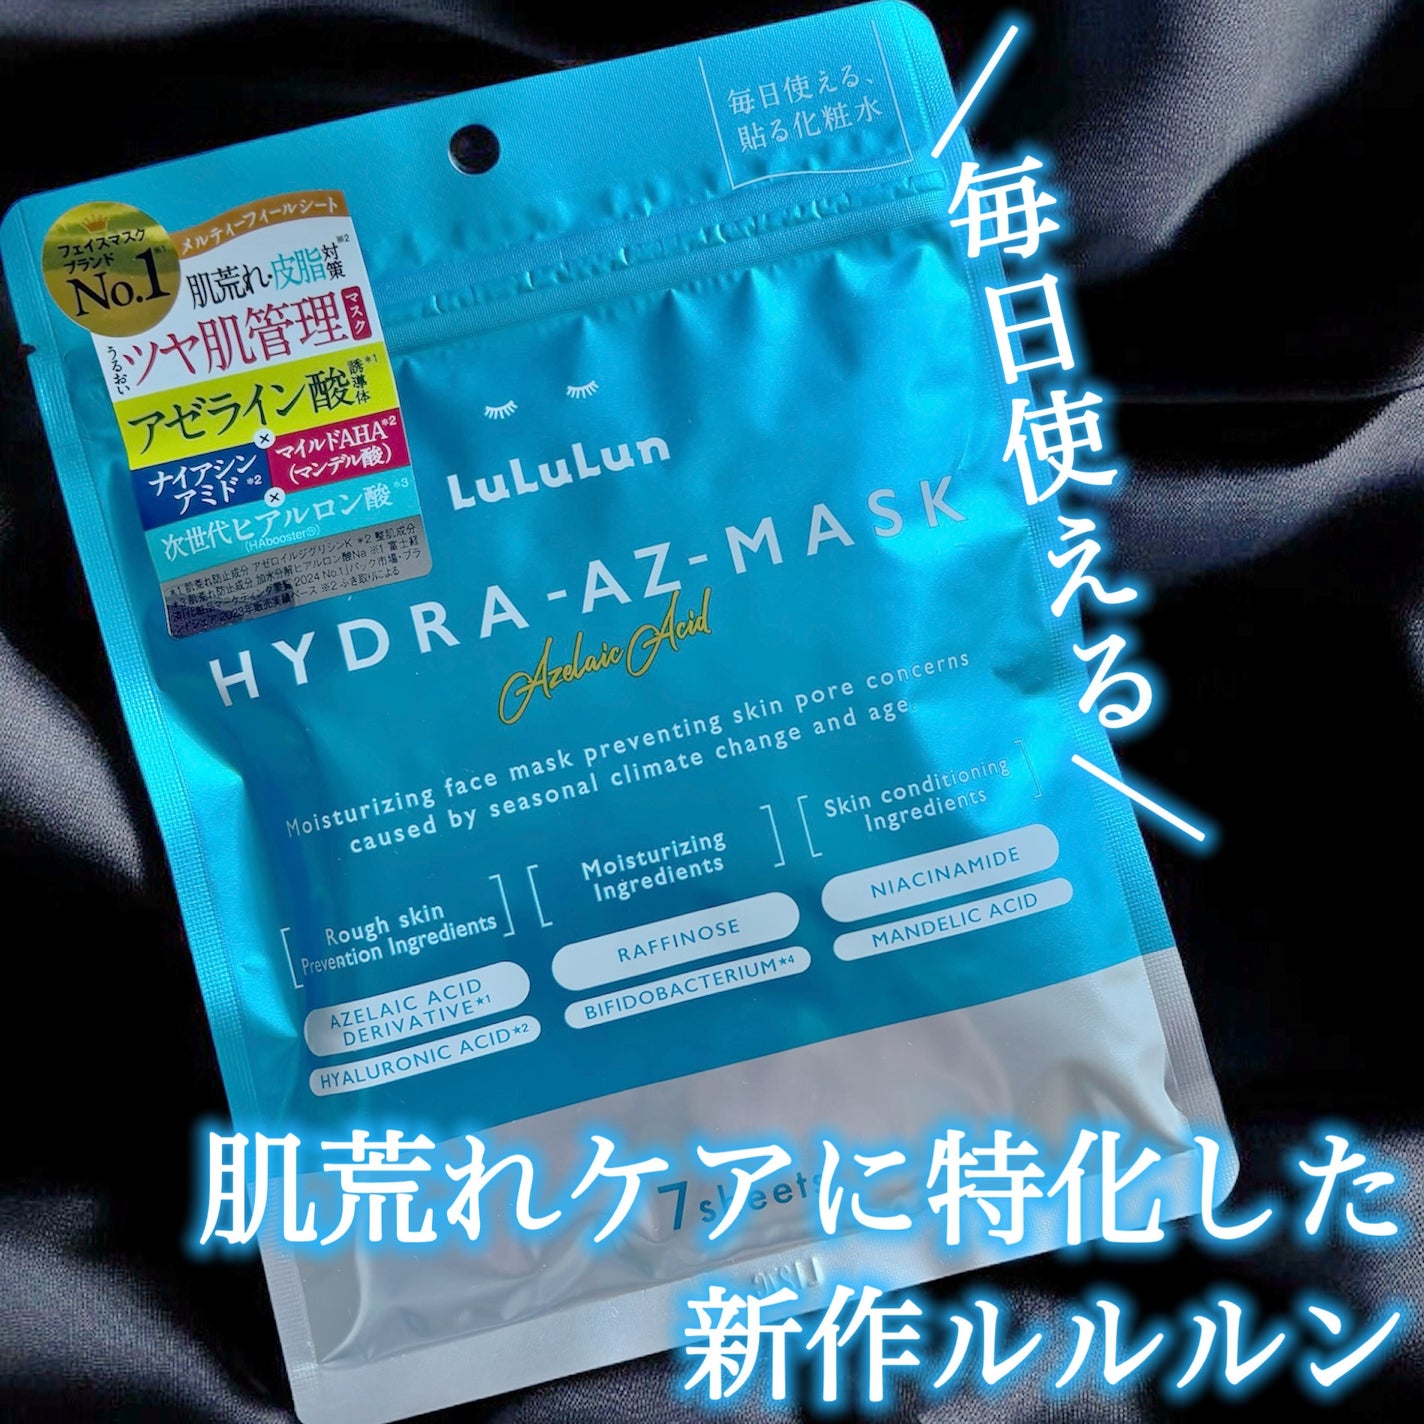 毎日使える、
貼る化粧水
＼毎日使える／
フェイスマスク
ブランド
No.1※1
メルティーフィールシート
肌荒れ・皮脂※2対策
うるおいツヤ肌管理マスク
アゼライン酸誘導体*1
×
ナイアシン
アミド*2
マイルドAHA*2
(マンデル酸)
×
次世代ヒアルロン酸*3
(HAbooster®)
LuLuLun
HYDRA-AZ-MASK
Azelaic Acid
Moisturizing face mask preventing skin pore concerns
caused by seasonal climate change and age.
Rough skin
Prevention Ingredients
AZELAIC ACID
DERIVATIVE★1
HYALURONIC ACID★2
Moisturizing
Ingredients
RAFFINOSE
BIFIDOBACTERIUM★4
Skin conditioning
Ingredients
NIACINAMIDE
MANDELIC ACID
7 sheets
肌荒れケアに特化した
新作ルルルン